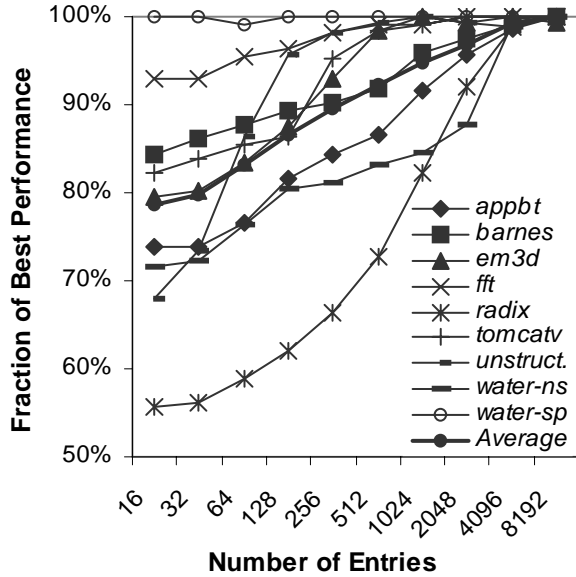 Fraction of Best Performance
100%
90%
80%
70%
60%
50%
appbt
barnes
em3d
fft
radix
tomcatv
unstruct.
water-ns
water-sp
Average
16
32
64
128
256
512
1024
2048
4096
8192
Number of Entries